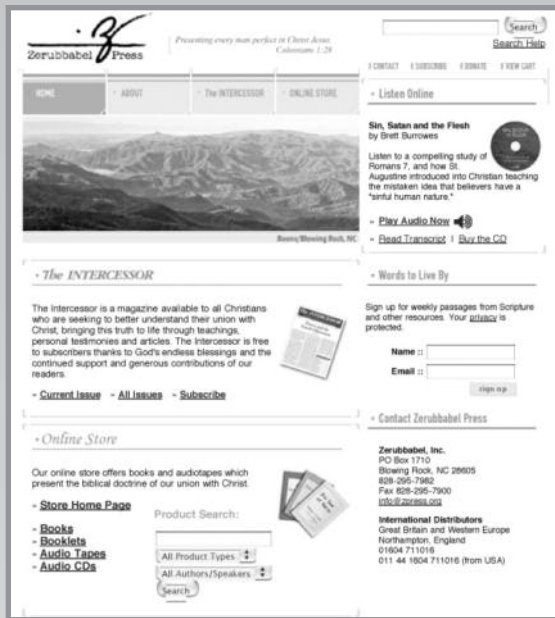 Zerubbabel Press
Presenting every man perfect in Christ Jesus.
Colossians 1:28
Search
Search Help
CONTACT
SUBSCRIBE
DONATE
VIEW CART
HOME
ABOUT
The INTERCESSOR
ONLINE STORE
Boone/Blowing Rock, NC
The INTERCESSOR
The Intercessor is a magazine available to all Christians
who are seeking to better understand their union with
Christ, bringing this truth to life through teachings,
personal testimonies and articles. The Intercessor is free
to subscribers thanks to God's endless blessings and the
continued support and generous contributions of our
readers.
» Current Issue » All Issues » Subscribe
Online Store
Our online store offers books and audiotapes which
present the biblical doctrine of our union with Christ.
» Store Home Page
» Books
» Booklets
» Audio Tapes
» Audio CDs
Product Search:
All Product Types
All Authors/Speakers
Search
Listen Online
Sin, Satan and the Flesh
by Brett Burrowes
Listen to a compelling study of
Romans 7, and how St.
Augustine introduced into Christian teaching
the mistaken idea that believers have a
"sinful human nature."
» Play Audio Now
» Read Transcript | Buy the CD
Words to Live By
Sign up for weekly passages from Scripture
and other resources. Your privacy is
protected.
Name ::
Email ::
sign up
Contact Zerubbabel Press
Zerubbabel, Inc.
PO Box 1710
Blowing Rock, NC 28605
828-295-7982
Fax 828-295-7900
info@zpress.org
International Distributors
Great Britain and Western Europe
Northampton, England
01604 711016
011 44 1604 711016 (from USA)